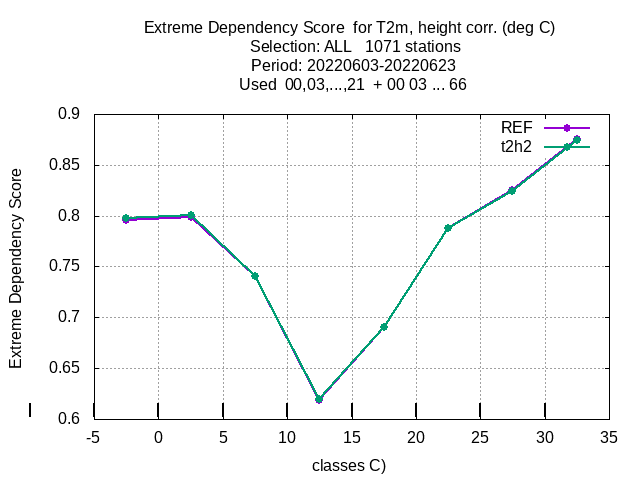 Extreme Dependency Score  for T2m, height corr. (deg C)
Selection: ALL   1071 stations
Period: 20220603-20220623
Used  00,03,...,21  + 00 03 ... 66
REF
t2h2
0.9
0.85
0.8
0.75
0.7
0.65
0.6
Extreme Dependency Score
-5 0 5 10 15 20 25 30 35
classes C)